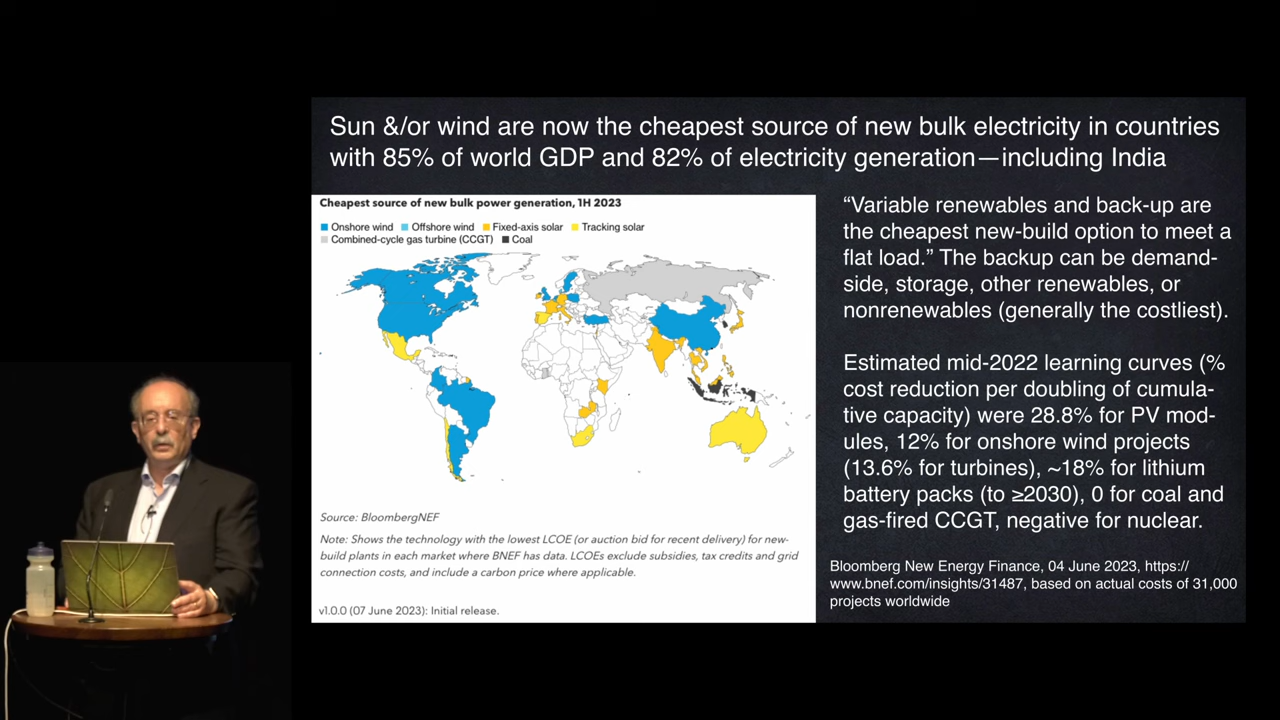 Sun &/or wind are now the cheapest source of new bulk electricity in countries
with 85% of world GDP and 82% of electricity generation—including India
Cheapest source of new bulk power generation, 1H 2023
Onshore wind Offshore wind Fixed-axis solar Tracking solar
Combined-cycle gas turbine (CCGT) Coal
Source: BloombergNEF
Note: Shows the technology with the lowest LCOE (or auction bid for recent delivery) for new-
build plants in each market where BNEF has data. LCOEs exclude subsidies, tax credits and grid
connection costs, and include a carbon price where applicable.
v1.0.0 (07 June 2023): Initial release.
“Variable renewables and back-up are
the cheapest new-build option to meet a
flat load.” The backup can be demand-
side, storage, other renewables, or
nonrenewables (generally the costliest).
Estimated mid-2022 learning curves (%
cost reduction per doubling of cumula-
tive capacity) were 28.8% for PV mod-
ules, 12% for onshore wind projects
(13.6% for turbines), ~18% for lithium
battery packs (to ≥2030), 0 for coal and
gas-fired CCGT, negative for nuclear.
Bloomberg New Energy Finance, 04 June 2023, https://
www.bnef.com/insights/31487, based on actual costs of 31,000
projects worldwide